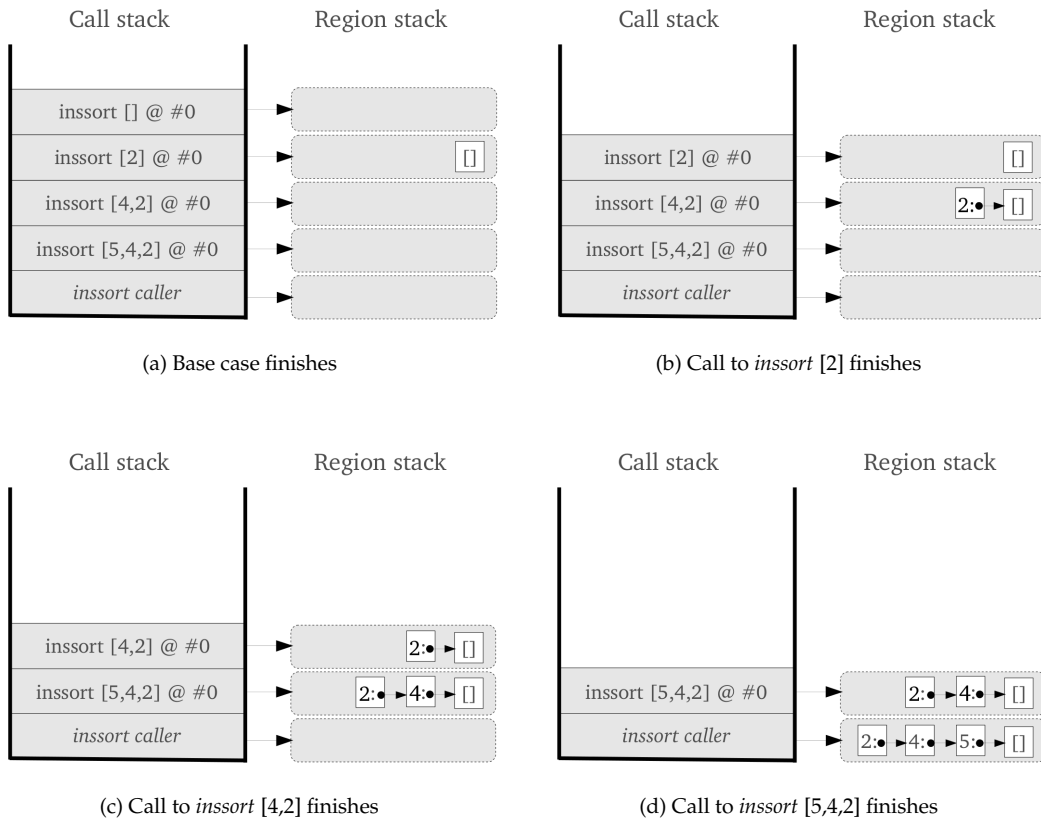 Call stack Region stack
inssort [] @ #0
inssort [2] @ #0 []
inssort [4,2] @ #0
inssort [5,4,2] @ #0
inssort caller
(a) Base case finishes
Call stack Region stack
inssort [2] @ #0 []
inssort [4,2] @ #0 2: []
inssort [5,4,2] @ #0
inssort caller
(b) Call to inssort [2] finishes
Call stack Region stack
inssort [4,2] @ #0 2: []
inssort [5,4,2] @ #0 2: 4: []
inssort caller
(c) Call to inssort [4,2] finishes
Call stack Region stack
inssort [5,4,2] @ #0 2: 4: []
inssort caller 2: 4: 5: []
(d) Call to inssort [5,4,2] finishes